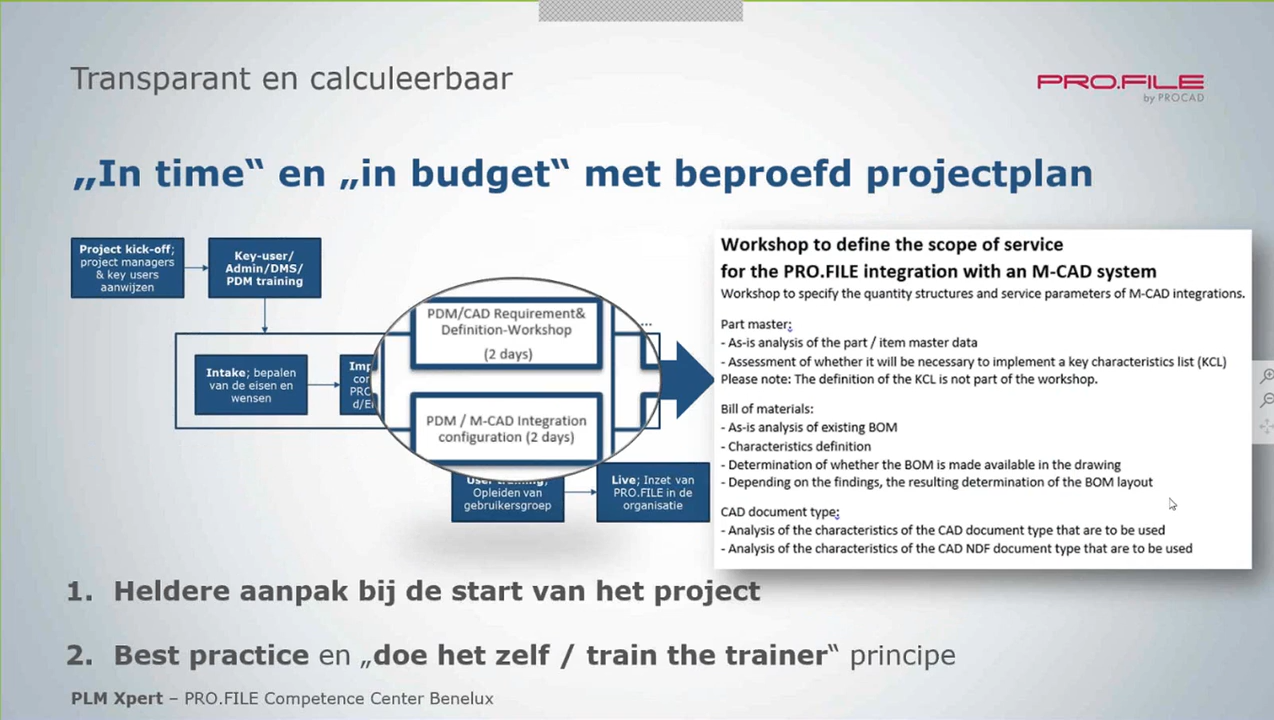 Transparant en calculeerbaar
PRO.FILE
by PROCAD
„In time“ en „in budget“ met beproefd projectplan
Project kick-off;
project managers
& key users
aanwijzen
Key-user/
Admin/DMS/
PDM training
Intake; bepalen
van de eisen en
wensen
PDM/CAD Requirement&
Definition-Workshop
(2 days)
PDM / M-CAD Integration
configuration (2 days)
...
User training;
Opleiden van
gebruikersgroep
Live; Inzet van
PRO.FILE in de
organisatie
Workshop to define the scope of service
for the PRO.FILE integration with an M-CAD system
Workshop to specify the quantity structures and service parameters of M-CAD integrations.
Part master:
- As-is analysis of the part / item master data
- Assessment of whether it will be necessary to implement a key characteristics list (KCL)
Please note: The definition of the KCL is not part of the workshop.
Bill of materials:
- As-is analysis of existing BOM
- Characteristics definition
- Determination of whether the BOM is made available in the drawing
- Depending on the findings, the resulting determination of the BOM layout
CAD document type:
- Analysis of the characteristics of the CAD document type that are to be used
- Analysis of the characteristics of the CAD NDF document type that are to be used
1. Heldere aanpak bij de start van het project
2. Best practice en „doe het zelf / train the trainer“ principe
PLM Xpert – PRO.FILE Competence Center Benelux